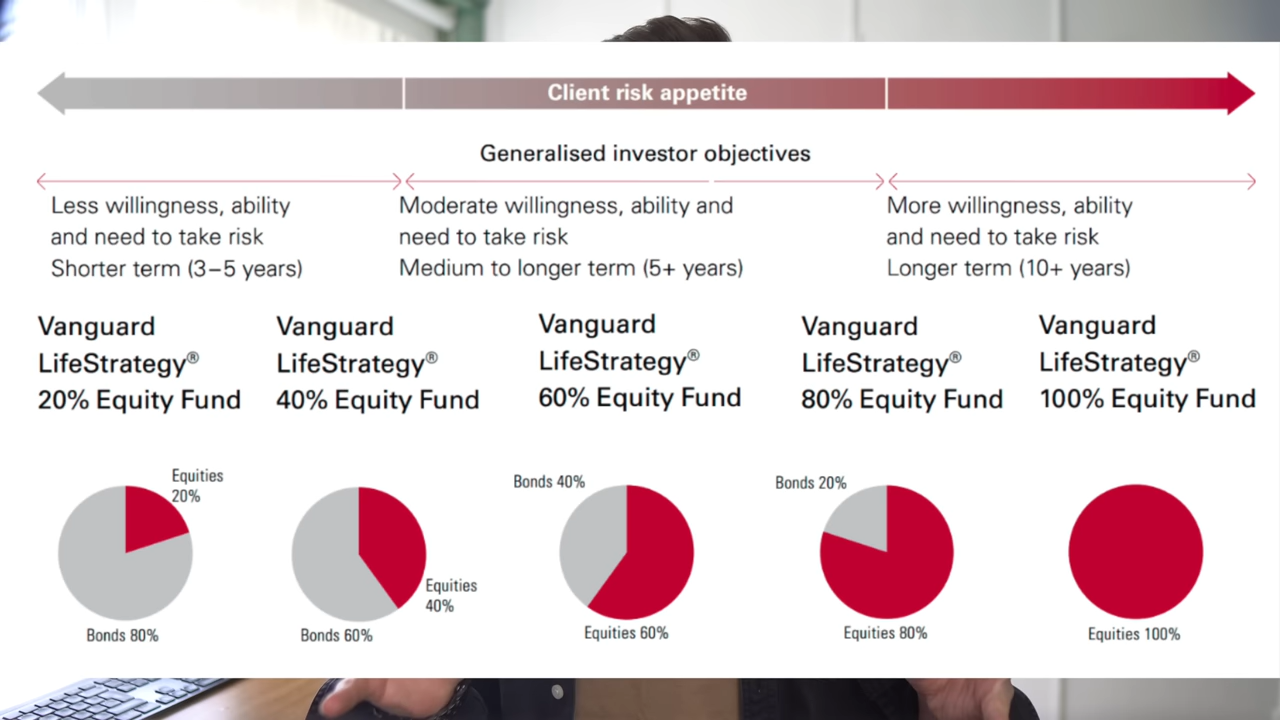 Client risk appetite
Generalised investor objectives
Less willingness, ability
and need to take risk
Shorter term (3–5 years)
Moderate willingness, ability and
need to take risk
Medium to longer term (5+ years)
More willingness, ability
and need to take risk
Longer term (10+ years)
Vanguard
LifeStrategy®
20% Equity Fund
Vanguard
LifeStrategy®
40% Equity Fund
Vanguard
LifeStrategy®
60% Equity Fund
Vanguard
LifeStrategy®
80% Equity Fund
Vanguard
LifeStrategy®
100% Equity Fund
Equities
20%
Bonds 80%
Equities
40%
Bonds 60%
Bonds 40%
Equities 60%
Bonds 20%
Equities 80%
Equities 100%